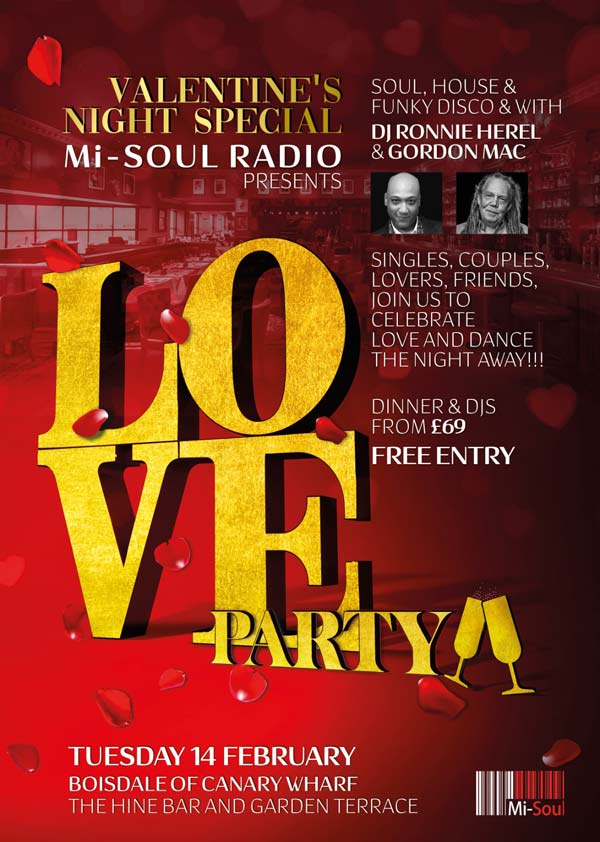 VALENTINE'S
NIGHT SPECIAL
Mi-SOUL RADIO
PRESENTS
SOUL, HOUSE &
FUNKY DISCO & WITH
DJ RONNIE HEREL
& GORDON MAC
SINGLES, COUPLES,
LOVERS, FRIENDS,
JOIN US TO
CELEBRATE
LOVE AND DANCE
THE NIGHT AWAY!!!
DINNER & DJS
FROM £69
FREE ENTRY
LO
VE
PARTY
TUESDAY 14 FEBRUARY
BOISDALE OF CANARY WHARF
THE HINE BAR AND GARDEN TERRACE
Mi-Soul